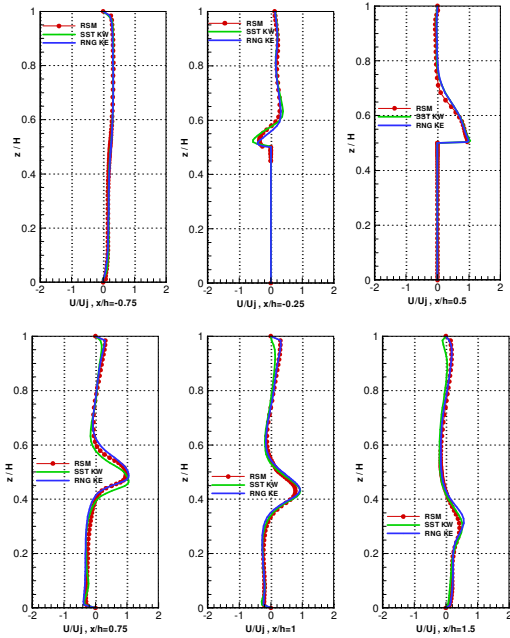 RSM
SST KW
RNG KE
z / H
1
0.8
0.6
0.4
0.2
0
-2 -1 0 1 2
U/Uj , x/h=-0.75
RSM
SST KW
RNG KE
z / H
1
0.8
0.6
0.4
0.2
0
-2 -1 0 1 2
U/Uj , x/h=-0.25
RSM
SST KW
RNG KE
z / H
1
0.8
0.6
0.4
0.2
0
-2 -1 0 1 2
U/Uj , x/h=0.5
RSM
SST KW
RNG KE
z / H
1
0.8
0.6
0.4
0.2
0
-2 -1 0 1 2
U/Uj , x/h=0.75
RSM
SST KW
RNG KE
z / H
1
0.8
0.6
0.4
0.2
0
-2 -1 0 1 2
U/Uj , x/h=1
RSM
SST KW
RNG KE
z / H
1
0.8
0.6
0.4
0.2
0
-2 -1 0 1 2
U/Uj , x/h=1.5